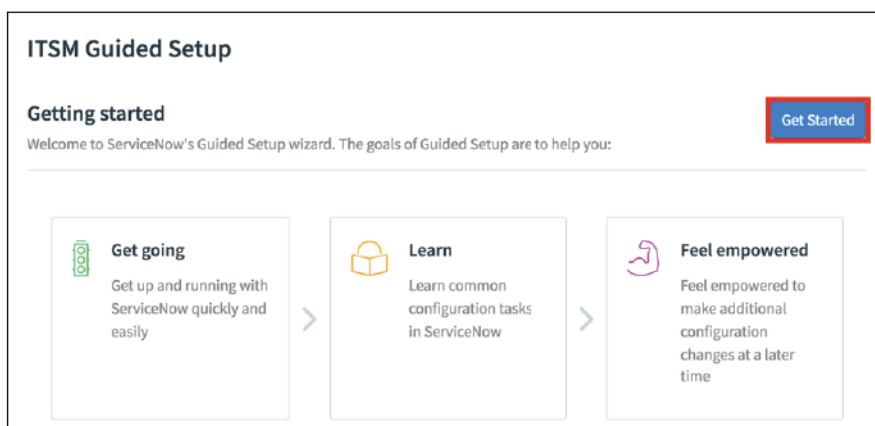 ITSM Guided Setup
Getting started
Get Started
Welcome to ServiceNow's Guided Setup wizard. The goals of Guided Setup are to help you:
Get going
Get up and running with
ServiceNow quickly and
easily
Learn
Learn common
configuration tasks
in ServiceNow
Feel empowered
Feel empowered to
make additional
configuration
changes at a later
time